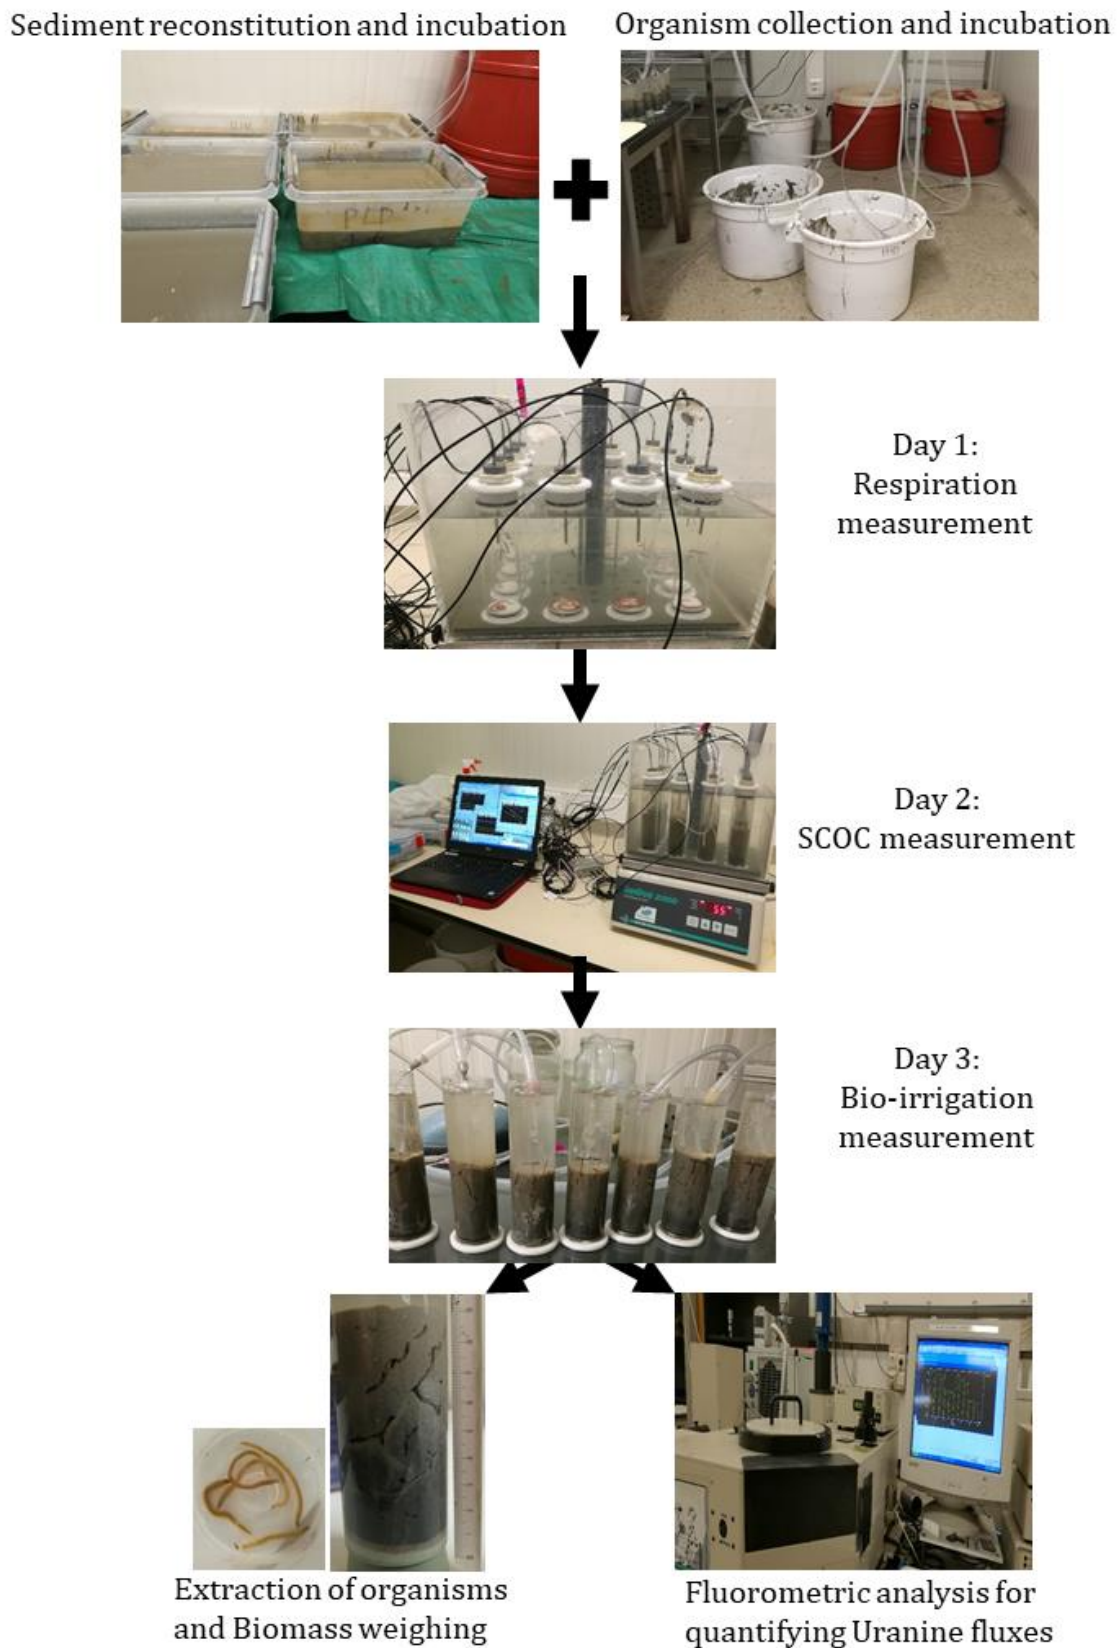 Sediment reconstitution and incubation
Organism collection and incubation
Day 1:
Respiration
measurement
Day 2:
SCOC measurement
55
Day 3:
Bio-irrigation
measurement
Extraction of organisms
and Biomass weighing
Fluorometric analysis for
quantifying Uranine fluxes